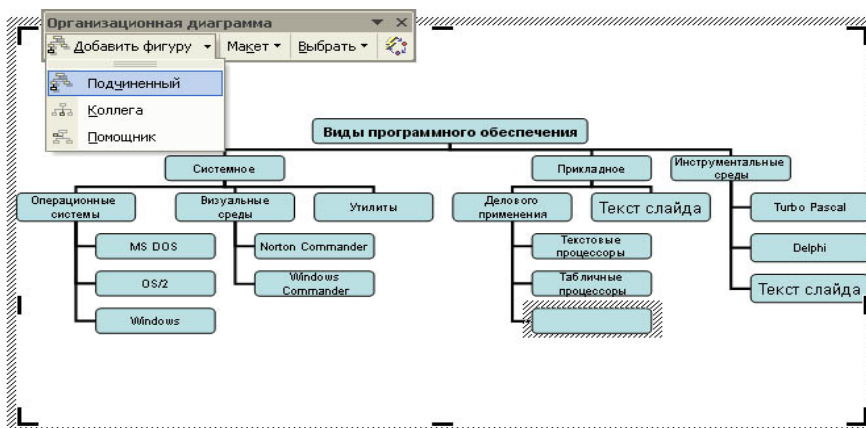 Организационная диаграмма
Добавить фигуру
Макет
Выбрать
Подчиненный
Коллега
Помощник
Виды программного обеспечения
Системное
Прикладное
Инструментальные
среды
Операционные
системы
Визуальные
среды
Утилиты
Делового
применения
Текст слайда
Turbo Pascal
MS DOS
Norton Commander
Текстовые
процессоры
Delphi
OS/2
Windows
Commander
Табличные
процессоры
Текст слайда
Windows